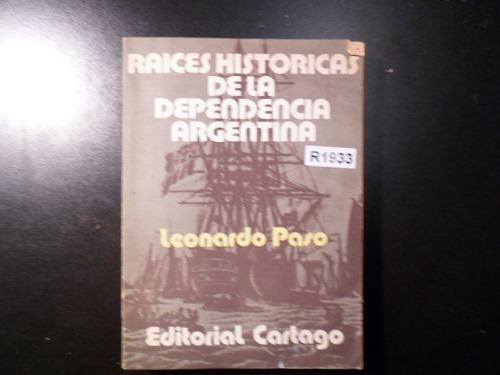 RAICES HISTORICAS
DE LA
DEPENDENCIA
ARGENTINA
R1933
Leonardo Paso
Editorial Cartago